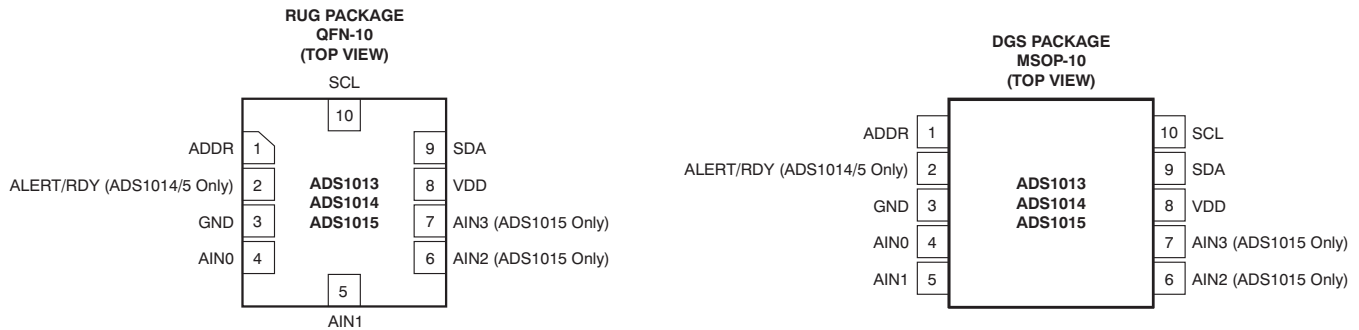 RUG PACKAGE
QFN-10
(TOP VIEW)
SCL
10
ADDR 1
9 SDA
ALERT/RDY (ADS1014/5 Only) 2
8 VDD
GND 3
7 AIN3 (ADS1015 Only)
AIN0 4
6 AIN2 (ADS1015 Only)
ADS1013
ADS1014
ADS1015
5
AIN1
DGS PACKAGE
MSOP-10
(TOP VIEW)
ADDR 1
10 SCL
ALERT/RDY (ADS1014/5 Only) 2
9 SDA
GND 3
8 VDD
AIN0 4
7 AIN3 (ADS1015 Only)
AIN1 5
6 AIN2 (ADS1015 Only)
ADS1013
ADS1014
ADS1015